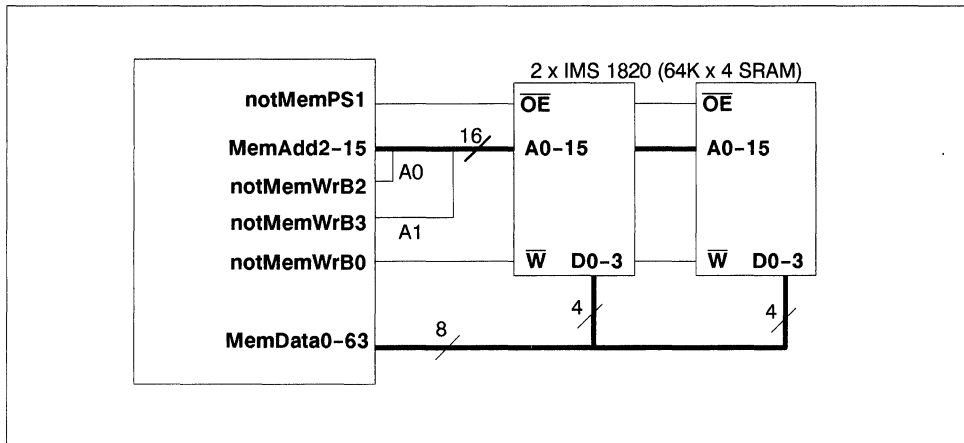 2 x IMS 1820 (64K x 4 SRAM)
notMemPS1
OE
OE
MemAdd2-15
16
A0-15
A0-15
A0
notMemWrB2
notMemWrB3
A1
notMemWrB0
W D0-3
W D0-3
4
4
MemData0-63
8